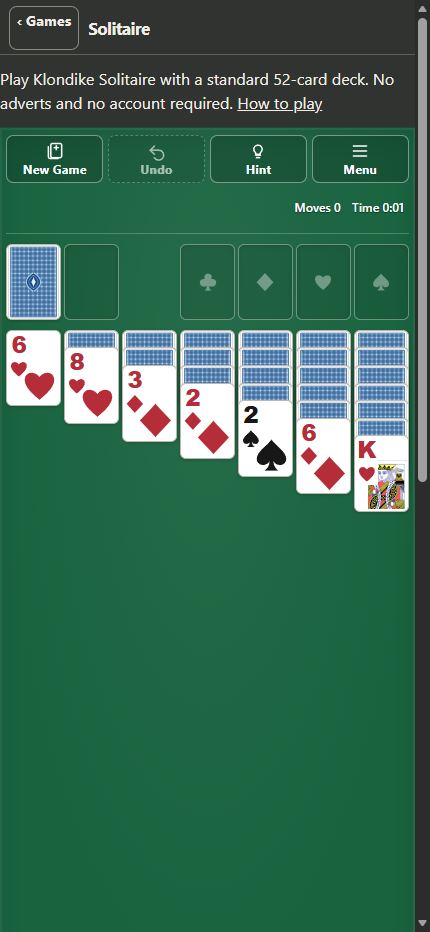 ‹ Games
Solitaire
Play Klondike Solitaire with a standard 52-card deck. No
adverts and no account required. How to play
New Game
Undo
Hint
Menu
Moves 0 Time 0:01
6
8
3
2
2
6
K